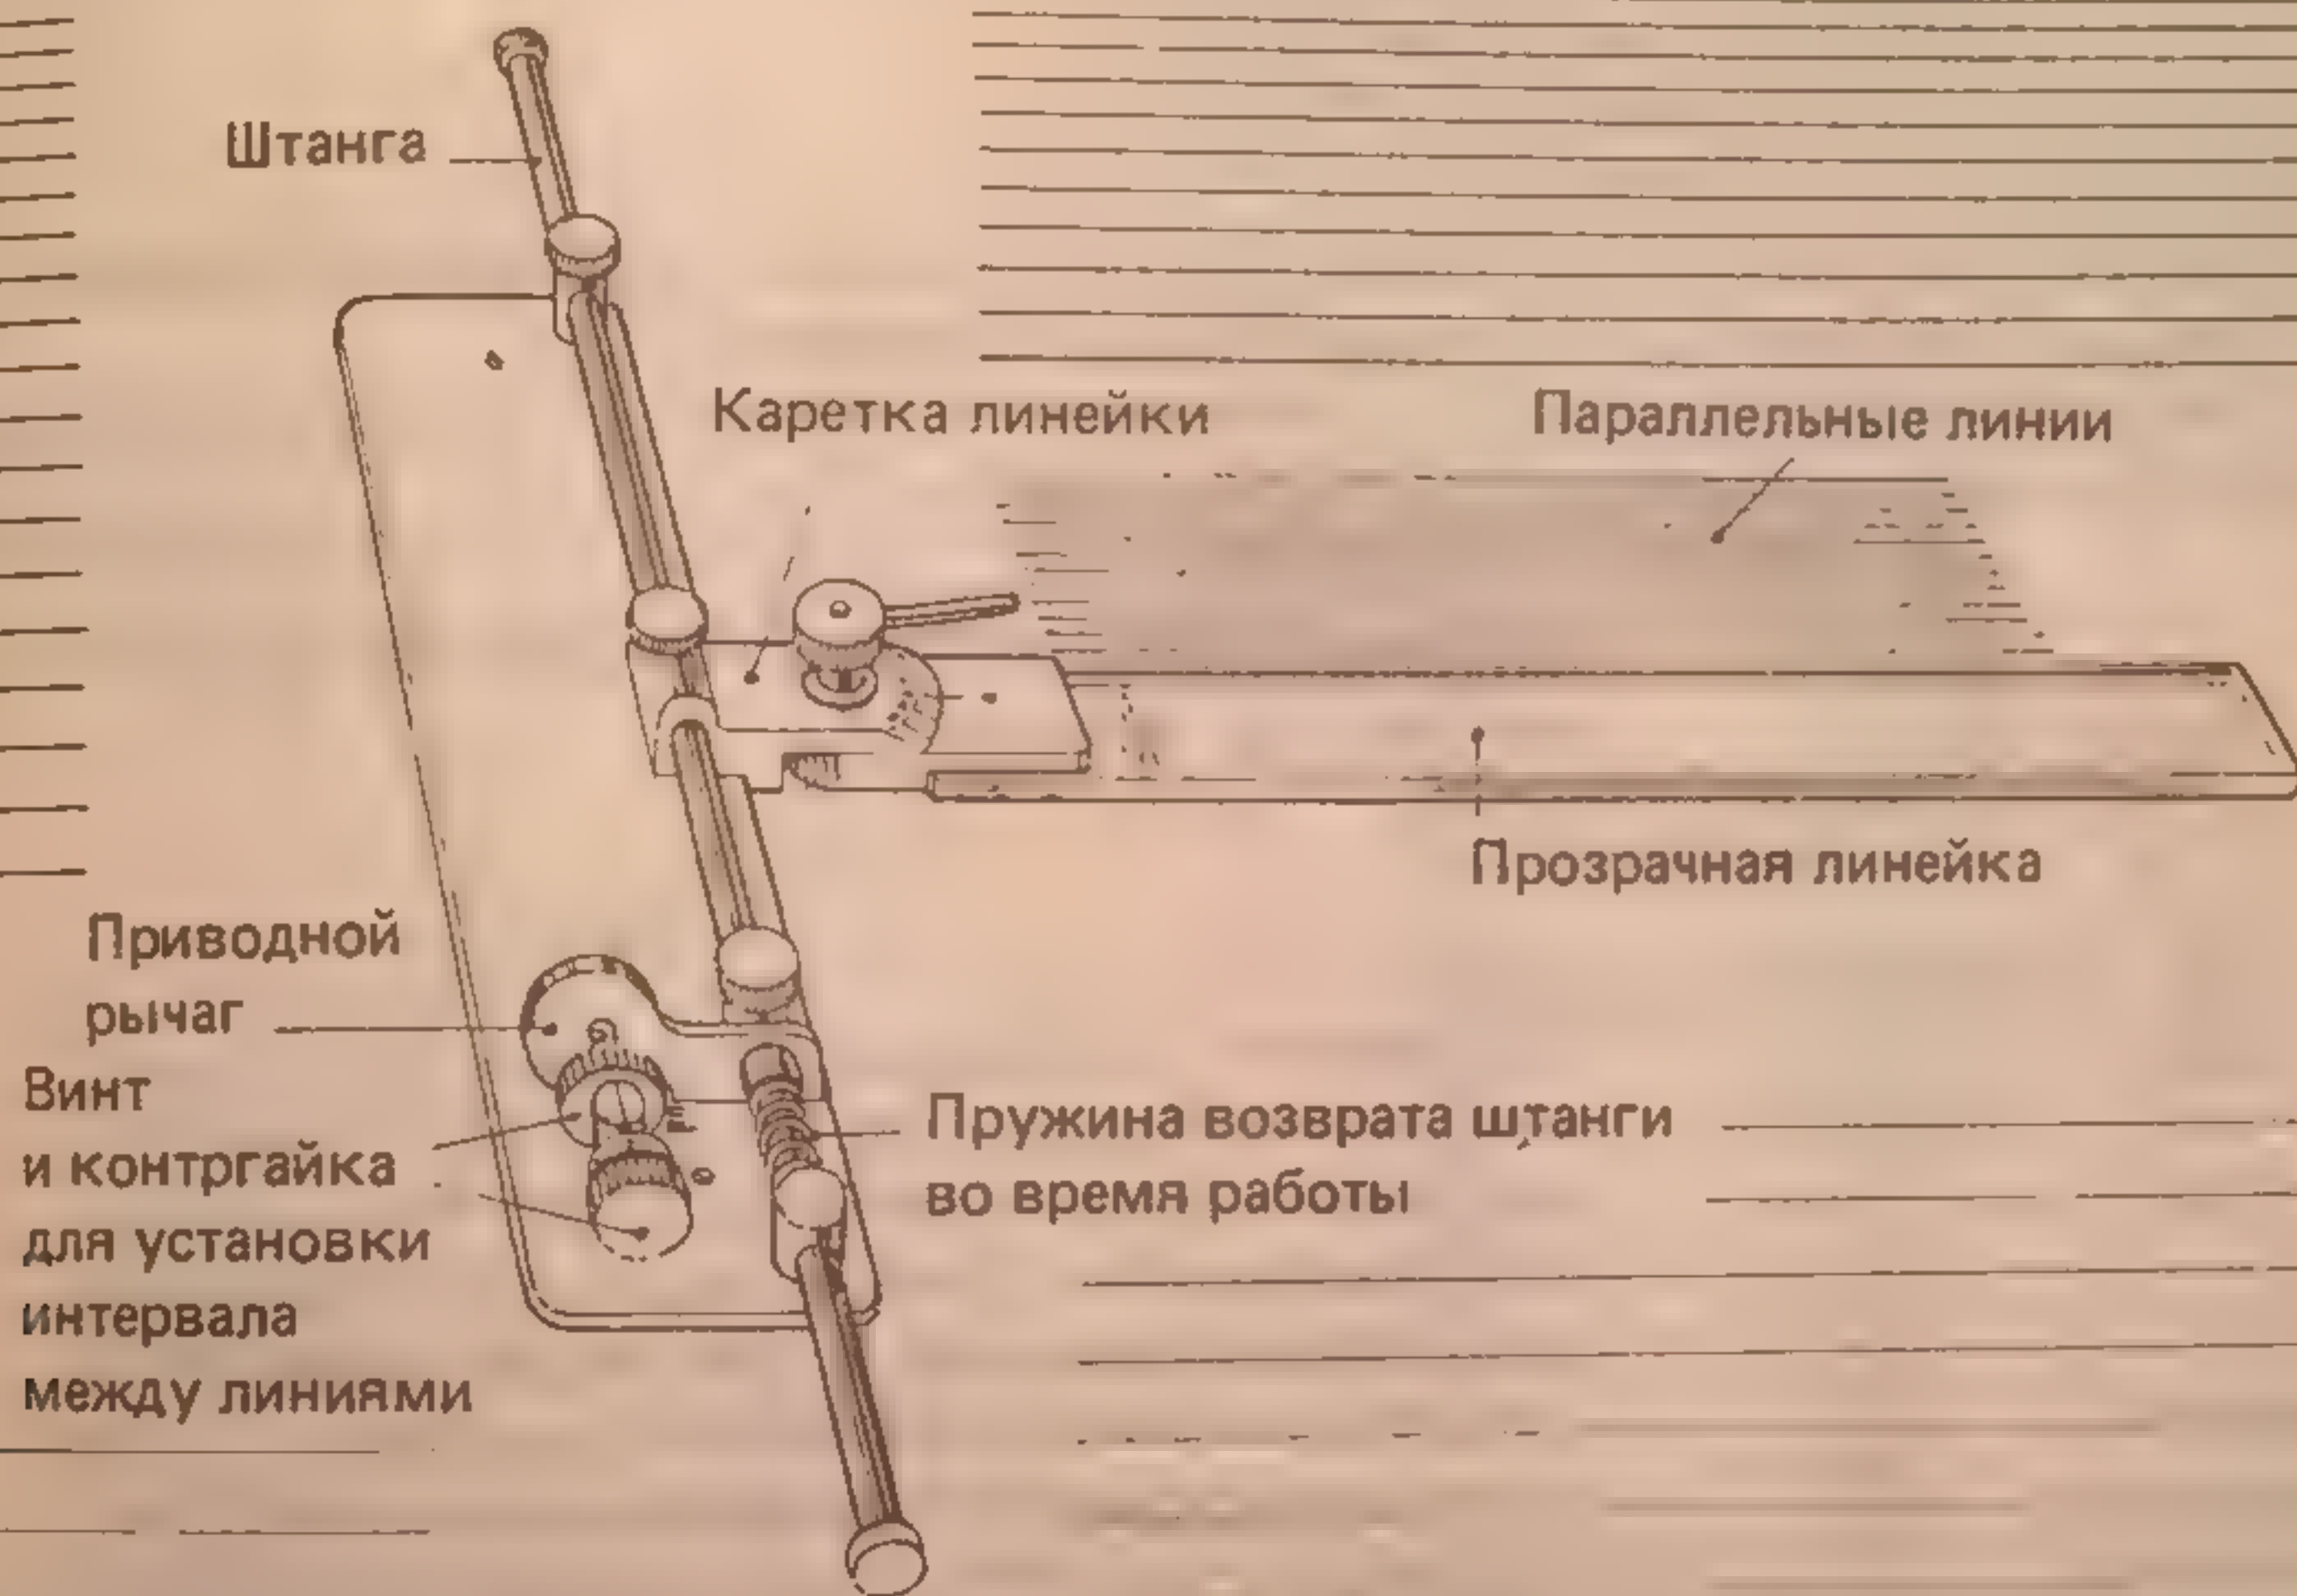 Штанга
Каретка линейки
Параллельные линии
Прозрачная линейка
Приводной
рычаг
Винт
и контргайка
для установки
интервала
между линиями
Пружина возврата штанги
во время работы